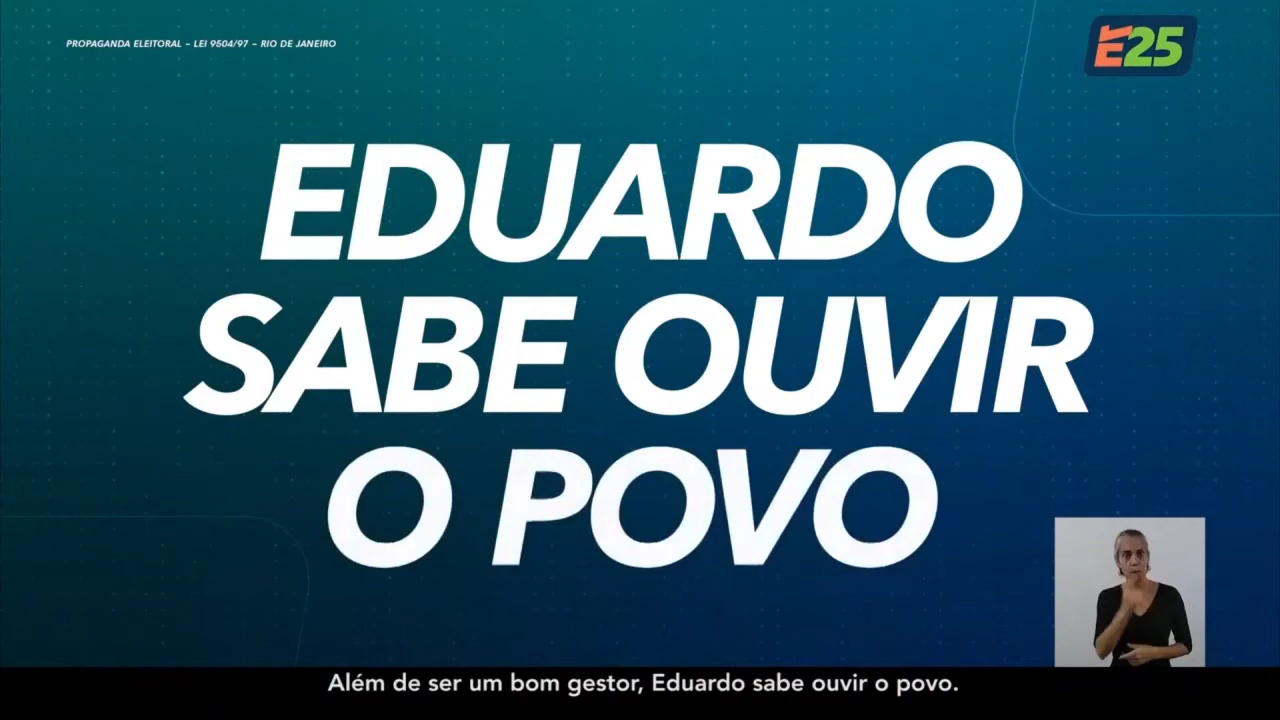 PROPAGANDA ELEITORAL – LEI 9504/97 – RIO DE JANEIRO
E25
EDUARDO
SABE OUVIR
O POVO
Além de ser um bom gestor, Eduardo sabe ouvir o povo.